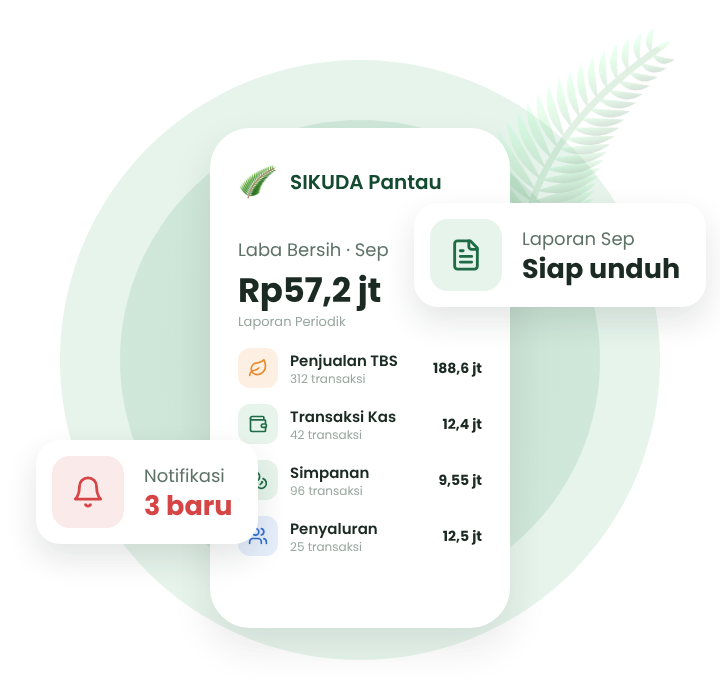 SIKUDA Pantau
Laporan Sep
Siap unduh
Laba Bersih · Sep
Rp57,2 jt
Laporan Periodik
Penjualan TBS
312 transaksi
188,6 jt
Transaksi Kas
42 transaksi
12,4 jt
Simpanan
96 transaksi
9,55 jt
Notifikasi
3 baru
Penyaluran
25 transaksi
12,5 jt